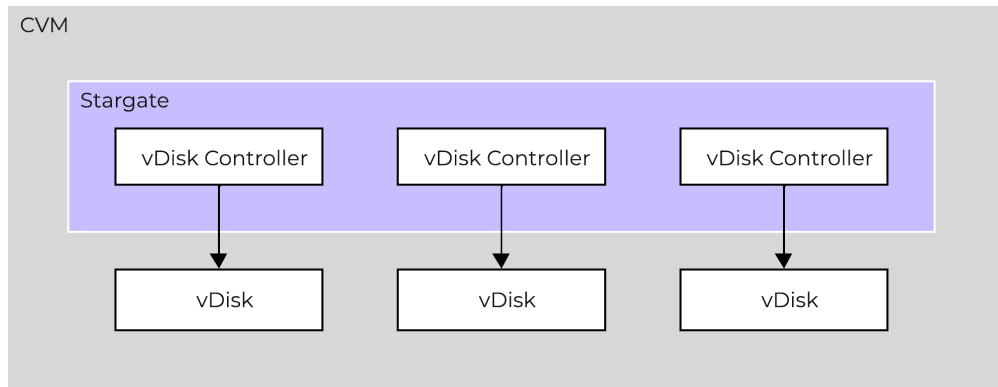 CVM
Stargate
vDisk Controller
vDisk Controller
vDisk Controller
vDisk
vDisk
vDisk